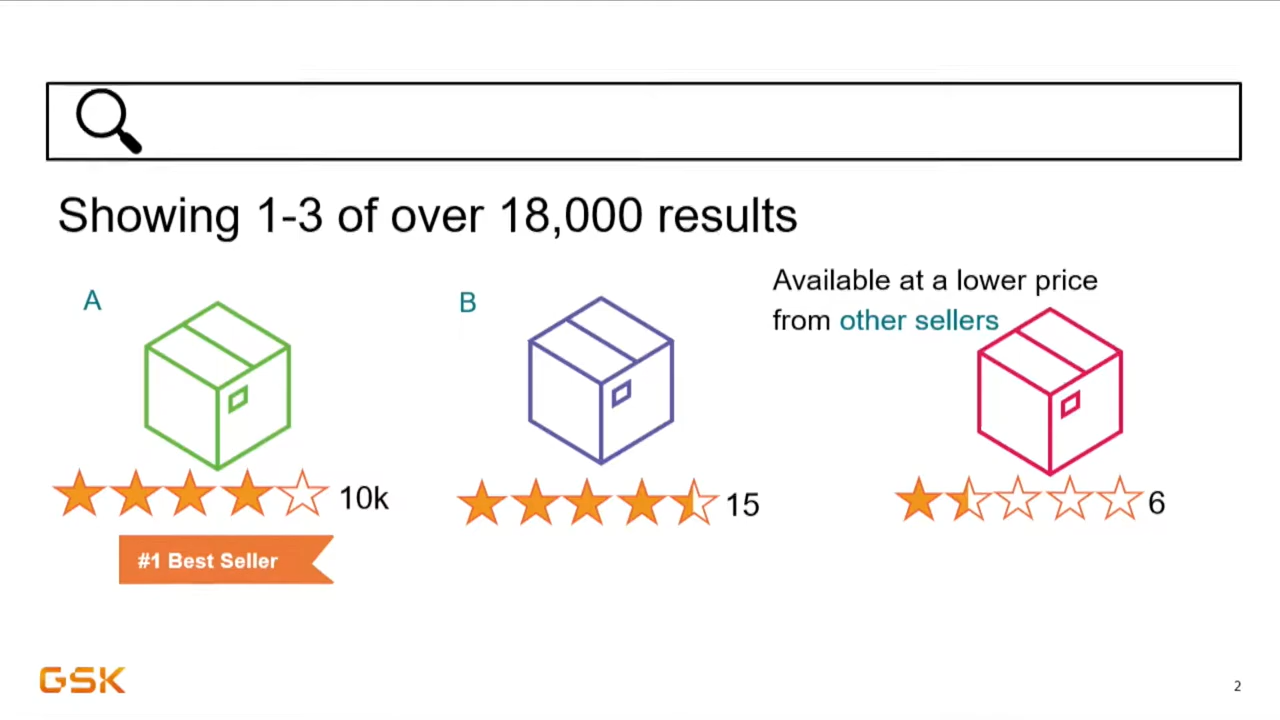 Showing 1-3 of over 18,000 results
A
B
Available at a lower price
from other sellers
10k
15
6
#1 Best Seller
GSK
2